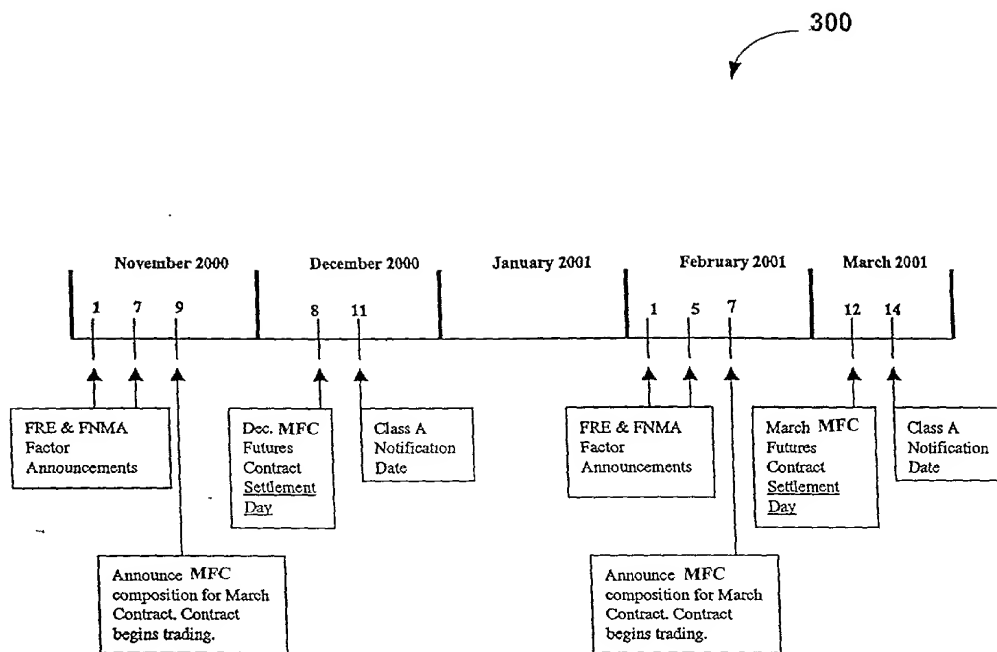 300
November 2000
December 2000
January 2001
February 2001
March 2001
1 7 9
8 11
1 5 7
12 14
FRE & FNMA
Factor
Announcements
Dec. MFC
Futures
Contract
Settlement
Day
Class A
Notification
Date
FRE & FNMA
Factor
Announcements
March MFC
Futures
Contract
Settlement
Day
Class A
Notification
Date
Announce MFC
composition for March
Contract. Contract
begins trading.
Announce MFC
composition for March
Contract. Contract
begins trading.